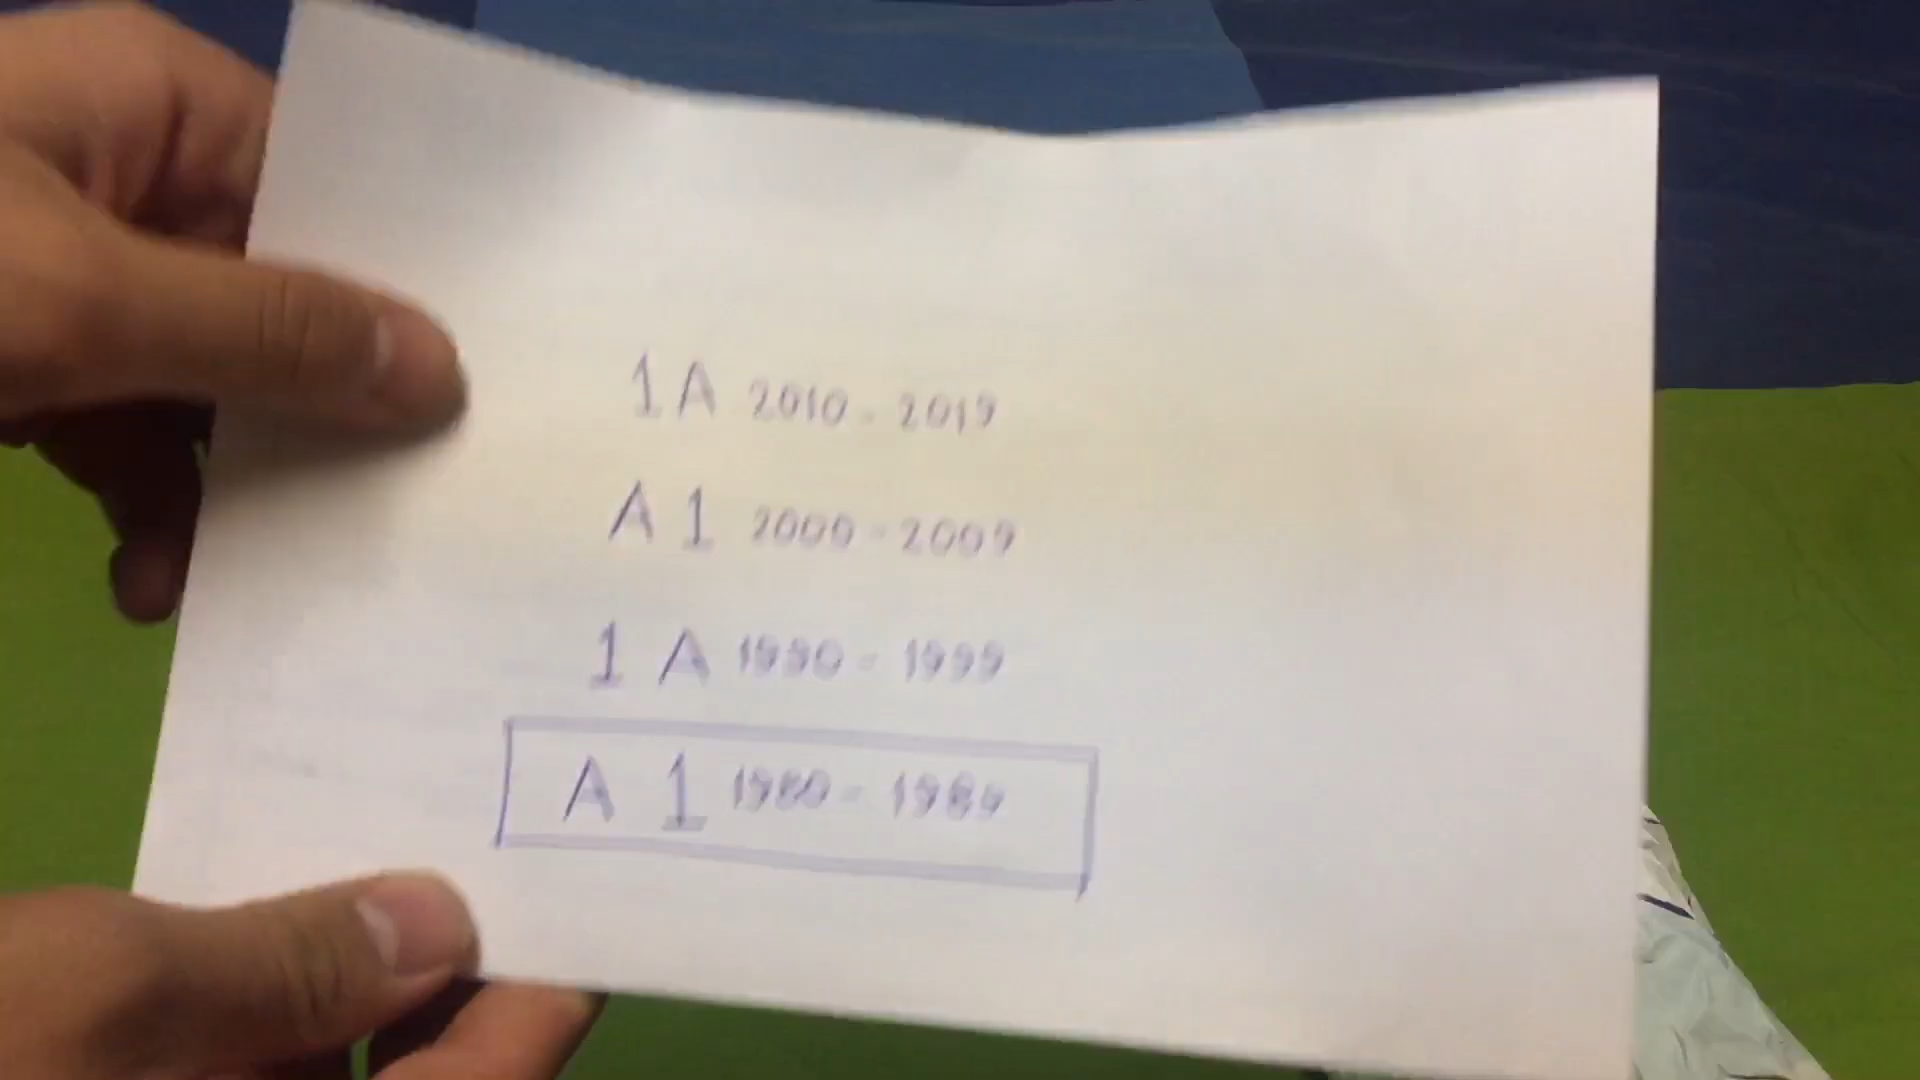 1A 2010 - 2019
A 1 2000 - 2009
1 A 1990 - 1999
A 1 1980 - 1989